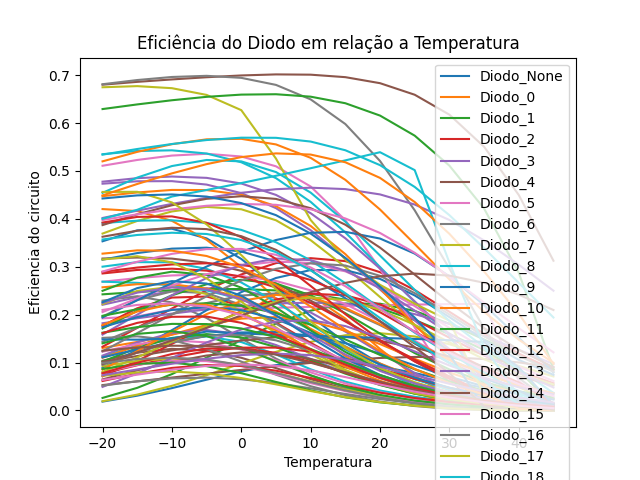 Eficiência do Diodo em relação a Temperatura
Eficiencia do circuito
0.7
0.6
0.5
0.4
0.3
0.2
0.1
0.0
−20
−10
0
10
20
30
40
Temperatura
Diodo_None
Diodo_0
Diodo_1
Diodo_2
Diodo_3
Diodo_4
Diodo_5
Diodo_6
Diodo_7
Diodo_8
Diodo_9
Diodo_10
Diodo_11
Diodo_12
Diodo_13
Diodo_14
Diodo_15
Diodo_16
Diodo_17
Diodo_18